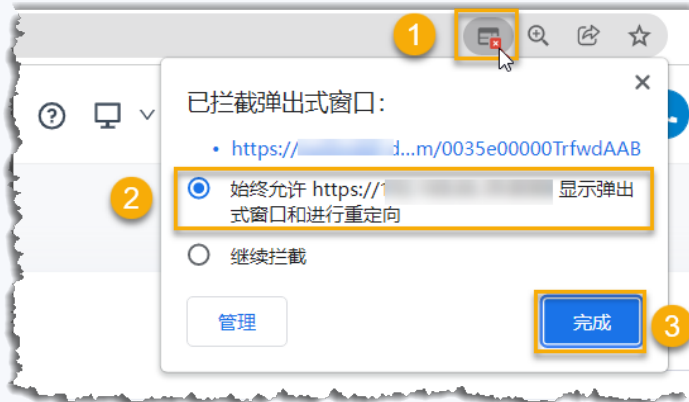 1
已拦截弹出式窗口：
• https:// d...m/0035e00000TrfwdAAB
2
始终允许 https://1 显示弹出
式窗口和进行重定向
继续拦截
管理
完成
3